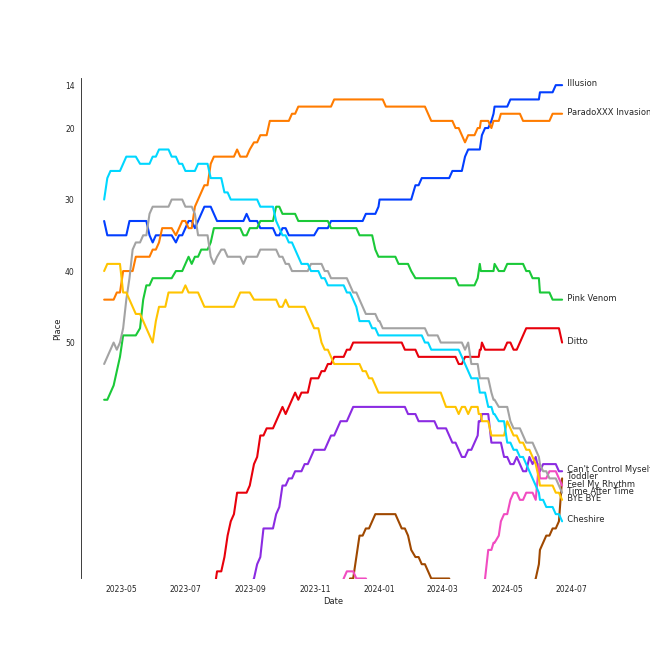 14
20
30
40
50
Place
Illusion
ParadoXXX Invasion
Pink Venom
Ditto
Can't Control Myself
Toddler
Feel My Rhythm
Time After Time
BYE BYE
Cheshire
2023-05
2023-07
2023-09
2023-11
2024-01
2024-03
2024-05
2024-07
Date